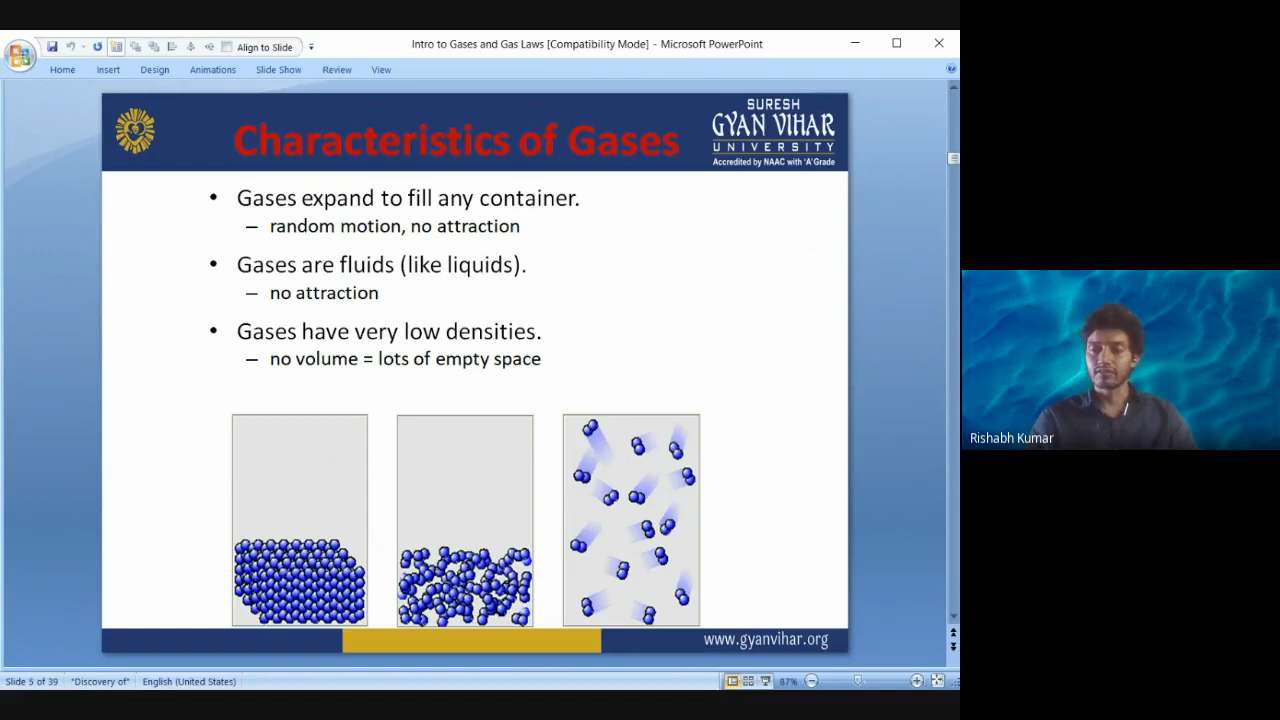 Align to Slide
Intro to Gases and Gas Laws [Compatibility Mode] - Microsoft PowerPoint
Home Insert Design Animations Slide Show Review View
SURESH
GYAN VIHAR
UNIVERSITY
Accredited by NAAC with 'A' Grade
Characteristics of Gases
• Gases expand to fill any container.
– random motion, no attraction
• Gases are fluids (like liquids).
– no attraction
• Gases have very low densities.
– no volume = lots of empty space
Rishabh Kumar
www.gyanvihar.org
Slide 5 of 39 "Discovery of" English (United States) 87%